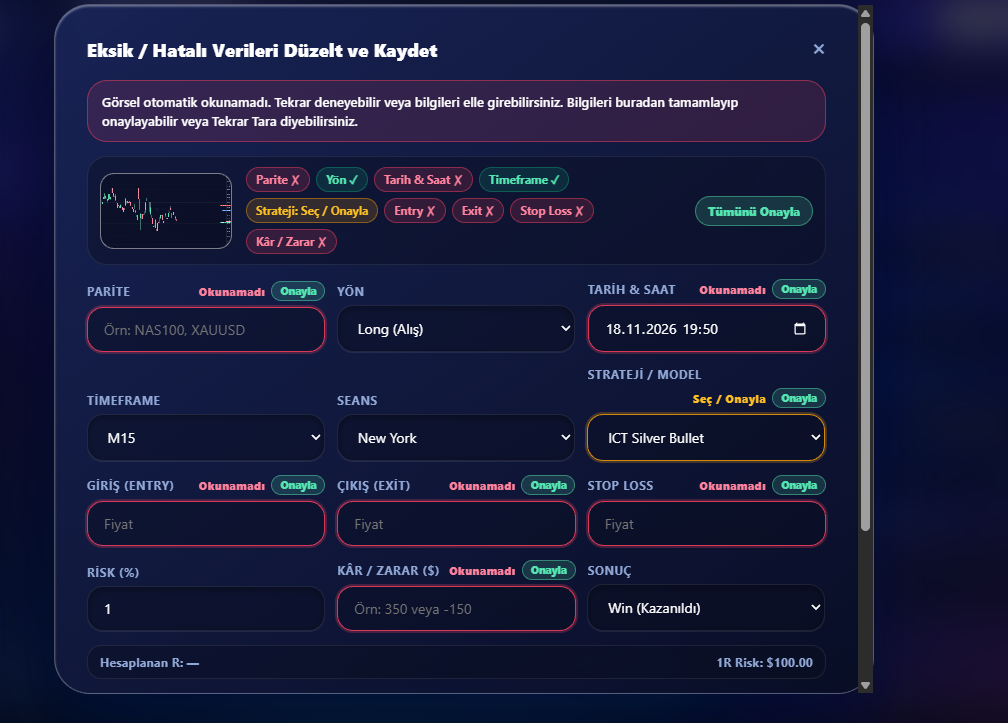 Eksik / Hatalı Verileri Düzelt ve Kaydet ×
Görsel otomatik okunamadı. Tekrar deneyebilir veya bilgileri elle girebilirsiniz. Bilgileri buradan tamamlayıp
onaylayabilir veya Tekrar Tara diyebilirsiniz.
Parite ✗ Yön ✓ Tarih & Saat ✗ Timeframe ✓
Strateji: Seç / Onayla Entry ✗ Exit ✗ Stop Loss ✗
Kâr / Zarar ✗
Tümünü Onayla
PARİTE Okunamadı Onayla
Örn: NAS100, XAUUSD
YÖN
Long (Alış)
TARİH & SAAT Okunamadı Onayla
18.11.2026 19:50
TİMEFRAME
M15
SEANS
New York
STRATEJİ / MODEL
Seç / Onayla Onayla
ICT Silver Bullet
GİRİŞ (ENTRY) Okunamadı Onayla
Fiyat
ÇIKIŞ (EXİT) Okunamadı Onayla
Fiyat
STOP LOSS Okunamadı Onayla
Fiyat
RİSK (%)
1
KÂR / ZARAR ($) Okunamadı Onayla
Örn: 350 veya -150
SONUÇ
Win (Kazanıldı)
Hesaplanan R: —
1R Risk: $100.00